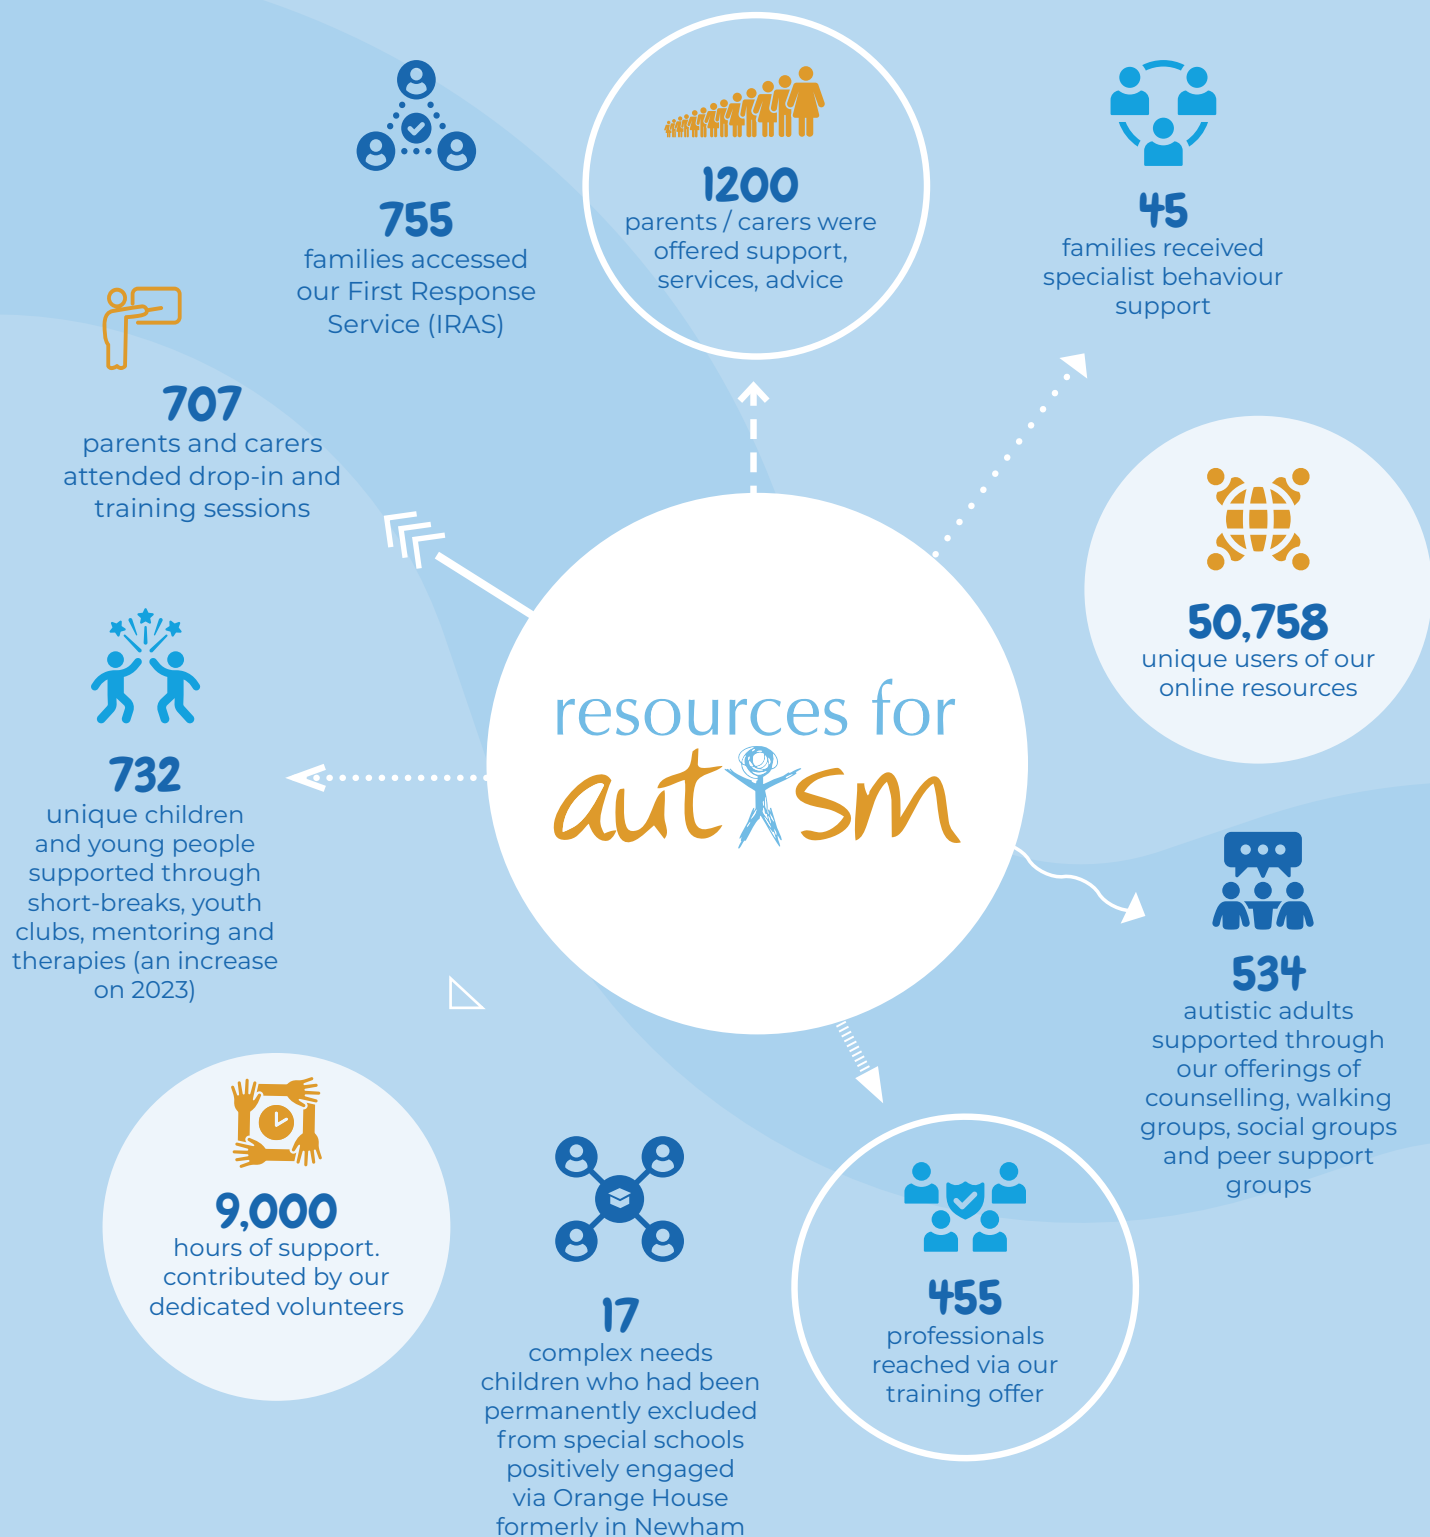 1200
parents / carers were
offered support,
services, advice
755
families accessed
our First Response
Service (IRAS)
45
families received
specialist behaviour
support
707
parents and carers
attended drop-in and
training sessions
50,758
unique users of our
online resources
resources for
autism
732
unique children
and young people
supported through
short-breaks, youth
clubs, mentoring and
therapies (an increase
on 2023)
534
autistic adults
supported through
our offerings of
counselling, walking
groups, social groups
and peer support
groups
9,000
hours of support.
contributed by our
dedicated volunteers
17
complex needs
children who had been
permanently excluded
from special schools
positively engaged
via Orange House
formerly in Newham
455
professionals
reached via our
training offer